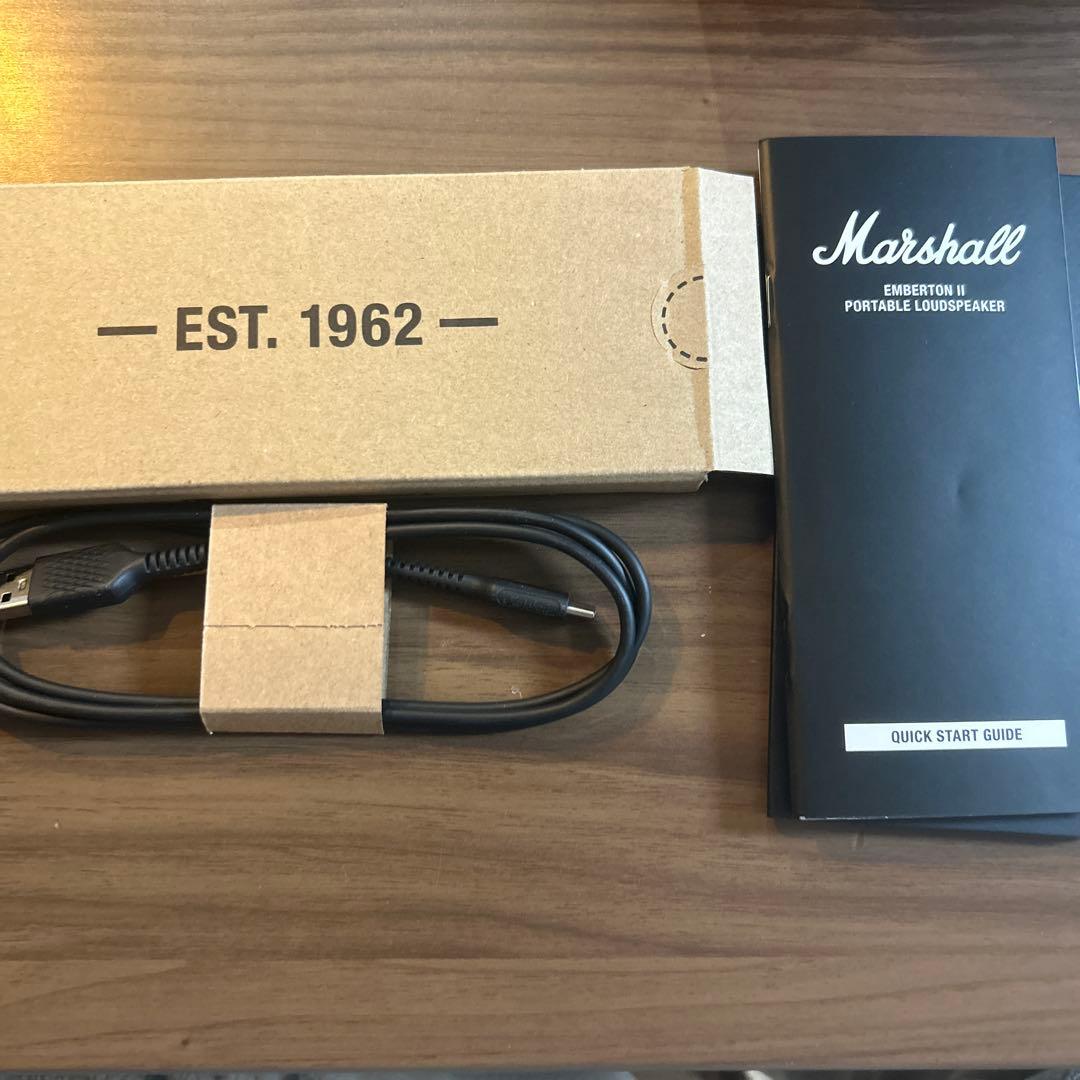 — EST. 1962 —
Marshall
EMBERTON II
PORTABLE LOUDSPEAKER
QUICK START GUIDE